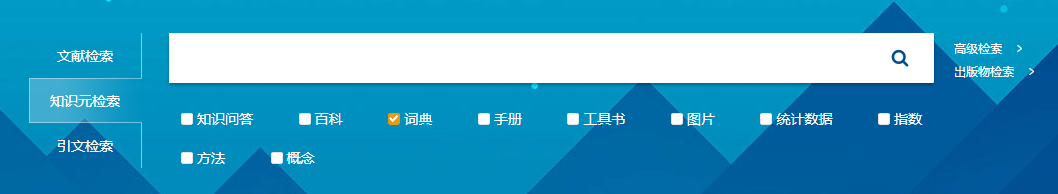 文献检索
知识元检索
引文检索
高级检索 >
出版物检索 >
知识问答 百科 词典 手册 工具书 图片 统计数据 指数
方法 概念